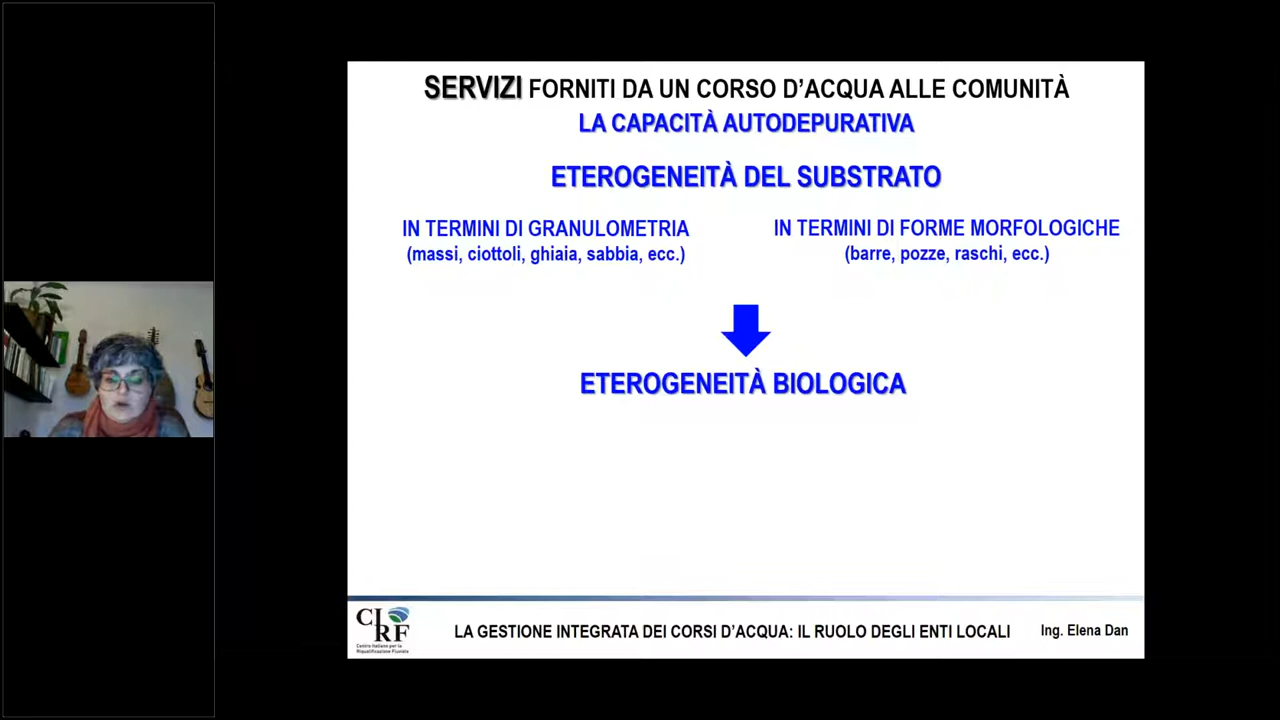 SERVIZI FORNITI DA UN CORSO D'ACQUA ALLE COMUNITÀ
LA CAPACITÀ AUTODEPURATIVA
ETEROGENEITÀ DEL SUBSTRATO
IN TERMINI DI GRANULOMETRIA
(massi, ciottoli, ghiaia, sabbia, ecc.)
IN TERMINI DI FORME MORFOLOGICHE
(barre, pozze, raschi, ecc.)
ETEROGENEITÀ BIOLOGICA
CIRF
Centro Italiano per la
Riqualificazione Fluviale
LA GESTIONE INTEGRATA DEI CORSI D'ACQUA: IL RUOLO DEGLI ENTI LOCALI
Ing. Elena Dan